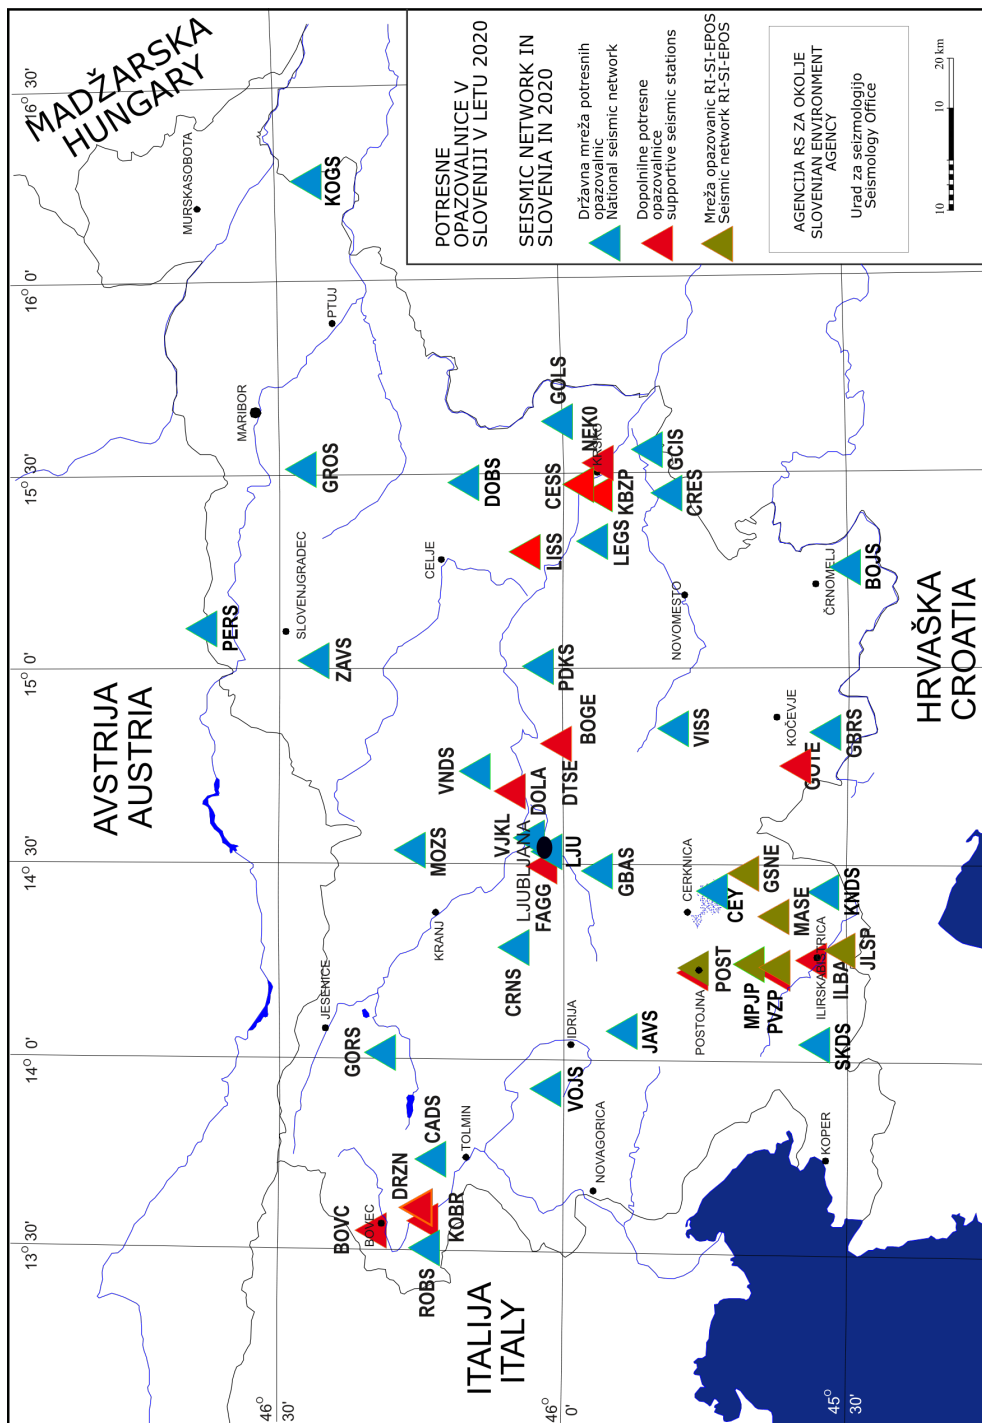 MADŽARSKA
HUNGARY
AVSTRIJA
AUSTRIA
ITALIJA
ITALY
HRVAŠKA
CROATIA
POTRESNE
OPAZOVALNICE V
SLOVENIJI V LETU 2020
SEISMIC NETWORK IN
SLOVENIA IN 2020
Državna mreža potresnih
opazovalnic
National seismic network
Dopolnilne potresne
opazovalnice
supportive seismic stations
Mreža opazovanic RI-SI-EPOS
Seismic network RI-SI-EPOS
AGENCIJA RS ZA OKOLJE
SLOVENIAN ENVIRONMENT
AGENCY
Urad za seizmologijo
Seismology Office
10
10
20 km
13° 30'
14° 0'
14° 30'
15° 0'
15° 30'
16° 0'
16° 30'
46° 30'
46° 0'
45° 30'
MURSKASOBOTA
KOGS
PTUJ
MARIBOR
GROS
PERS
SLOVENJGRADEC
ZAVS
DOBS
CELJE
GOLS
NEK0
KRŠKO
CESS
KBZP
GCIS
CRES
LISS
LEGS
NOVOMESTO
ČRNOMELJ
BOJS
PDKS
BOGE
DTSE
VISS
KOČEVJE
GBRS
GOTE
VNDS
DOLA
MOZS
VJKL
LJUBLJANA
LJU
FAGG
GBAS
KRANJ
CRNS
CERKNICA
CEY
GSNE
MASE
KNDS
JLSP
ILBA
ILIRSKABISTRICA
POST
POSTOJNA
MPJP
PVZP
SKDS
JESENICE
GORS
IDRIJA
JAVS
VOJS
CADS
TOLMIN
DRZN
KOBR
BOVC
BOVEC
ROBS
NOVAGORICA
KOPER